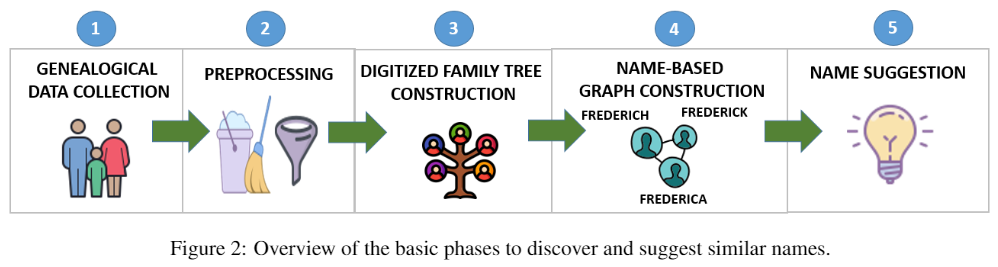 1
2
3
4
5
GENEALOGICAL
DATA COLLECTION
PREPROCESSING
DIGITIZED FAMILY TREE
CONSTRUCTION
NAME-BASED
GRAPH CONSTRUCTION
FREDERICH
FREDERICK
FREDERICA
NAME SUGGESTION
Figure 2: Overview of the basic phases to discover and suggest similar names.